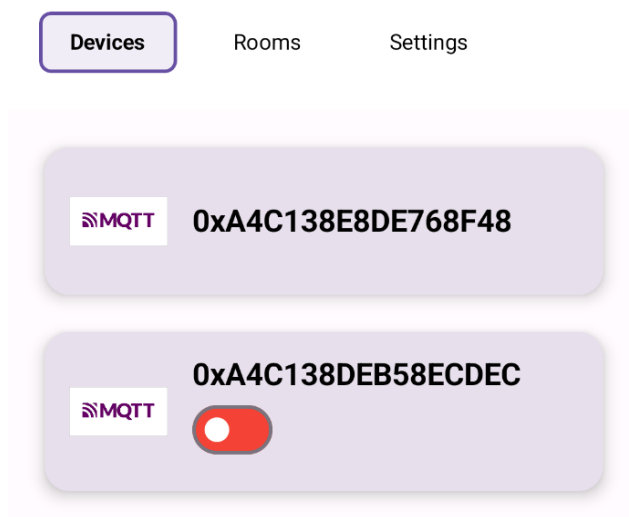 Devices Rooms Settings
MQTT 0xA4C138E8DE768F48
0xA4C138DEB58ECDEC
MQTT